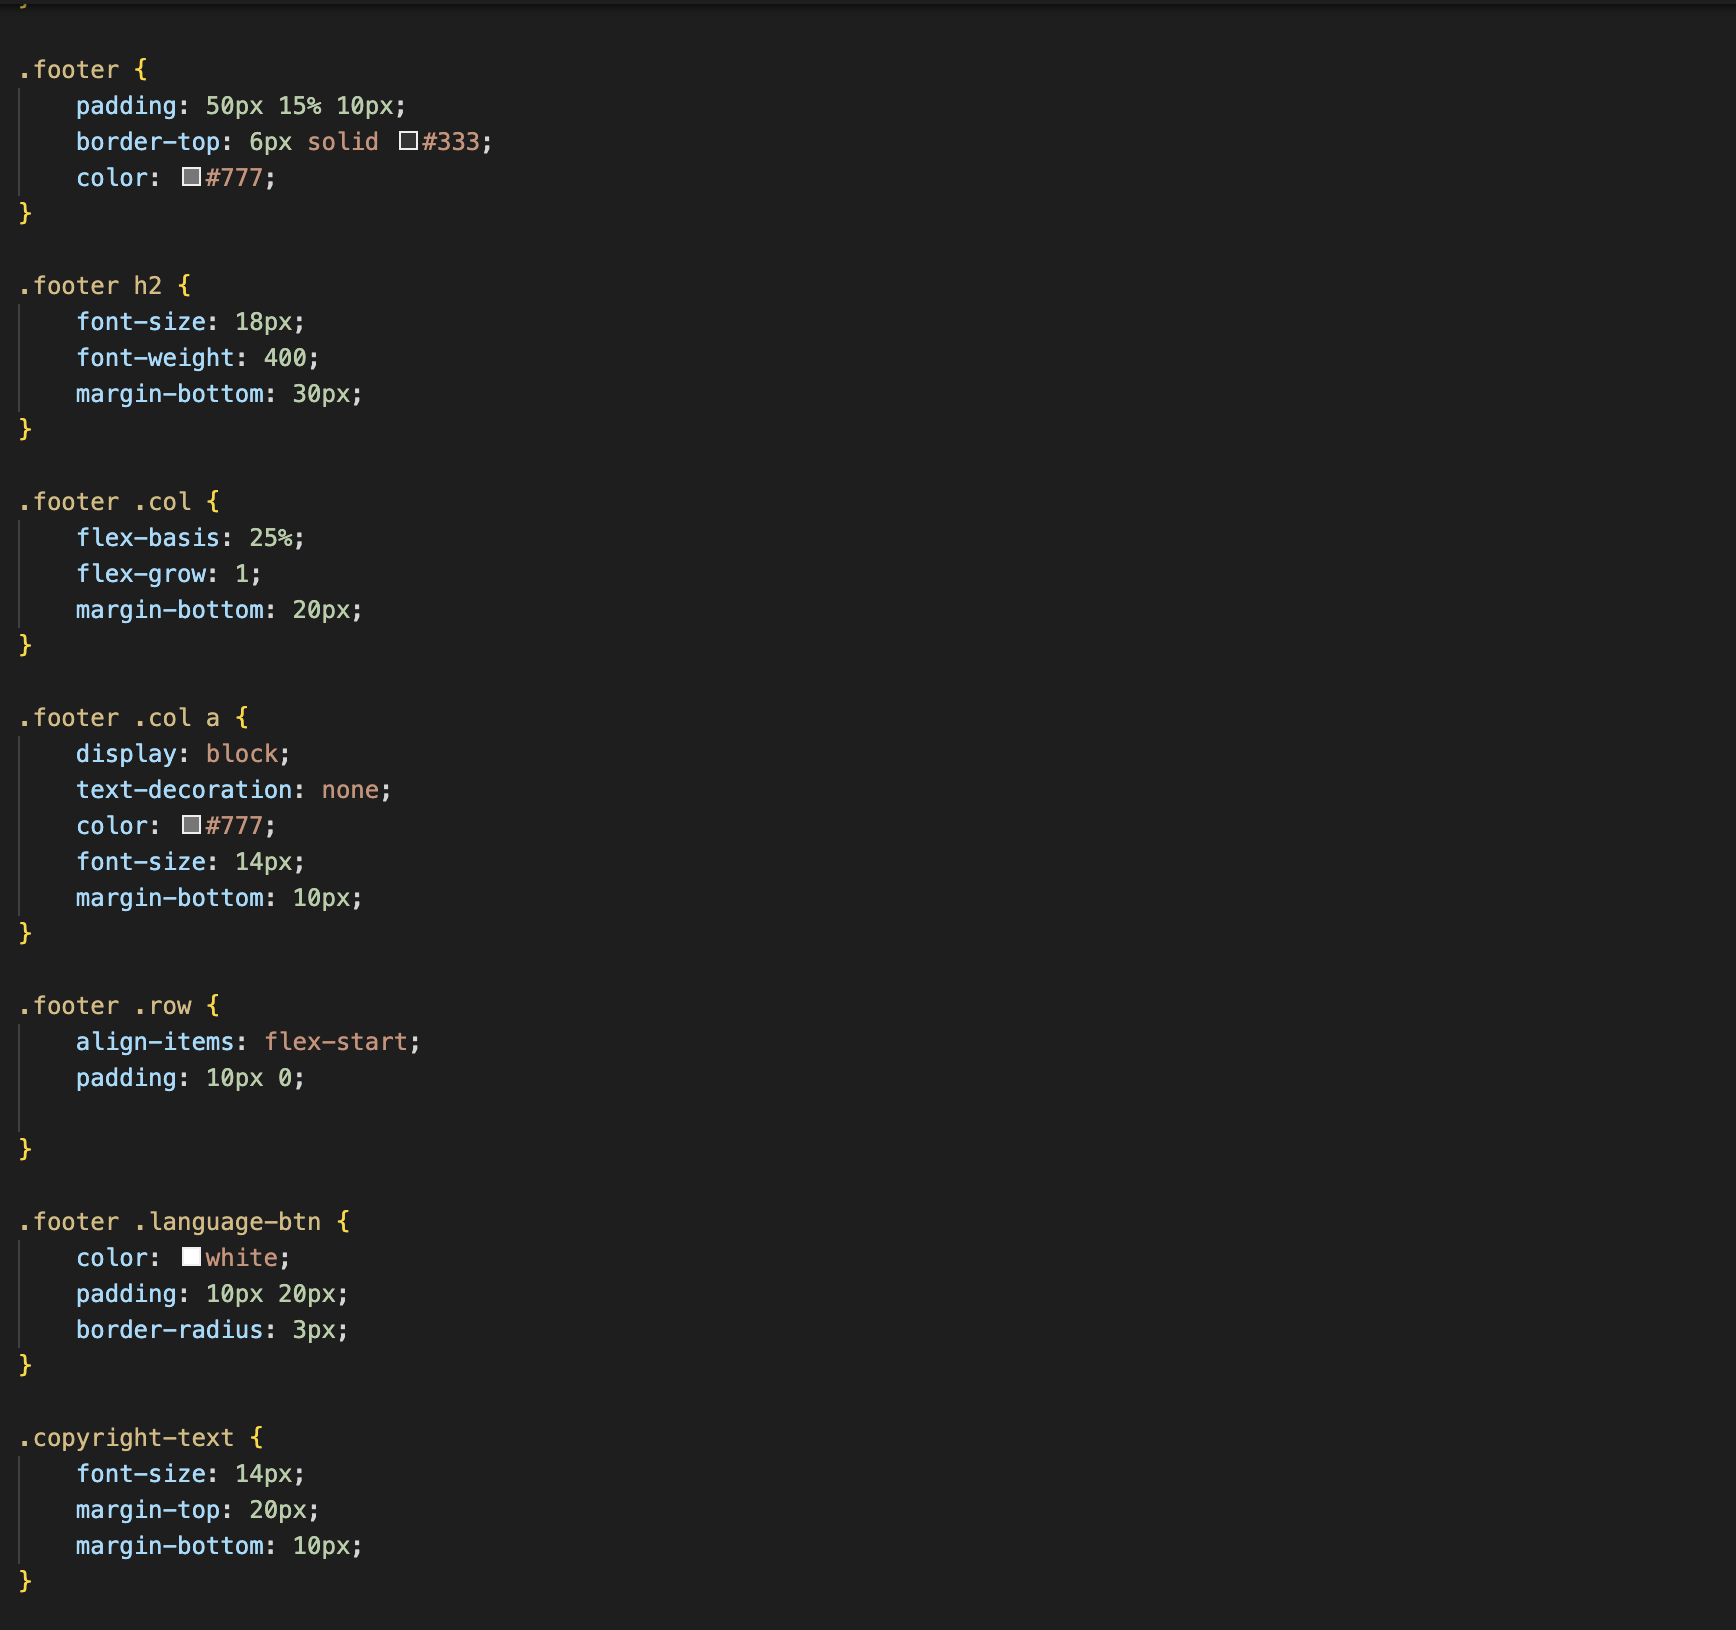 }
.footer {
    padding: 50px 15% 10px;
    border-top: 6px solid #333;
    color: #777;
}
.footer h2 {
    font-size: 18px;
    font-weight: 400;
    margin-bottom: 30px;
}
.footer .col {
    flex-basis: 25%;
    flex-grow: 1;
    margin-bottom: 20px;
}
.footer .col a {
    display: block;
    text-decoration: none;
    color: #777;
    font-size: 14px;
    margin-bottom: 10px;
}
.footer .row {
    align-items: flex-start;
    padding: 10px 0;
}
.footer .language-btn {
    color: white;
    padding: 10px 20px;
    border-radius: 3px;
}
.copyright-text {
    font-size: 14px;
    margin-top: 20px;
    margin-bottom: 10px;
}